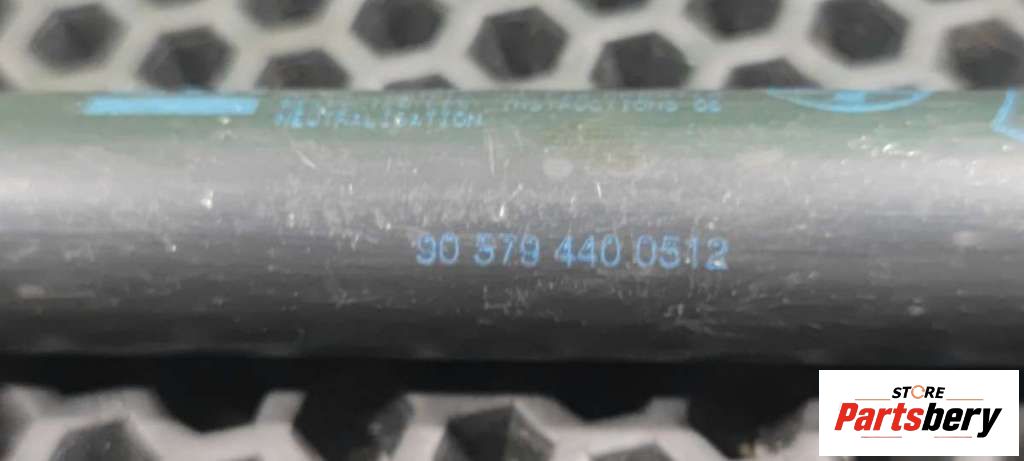 INSTRUCTIONS DE
NEUTRALISATION
90 579 440 0512
STORE
Partsbery